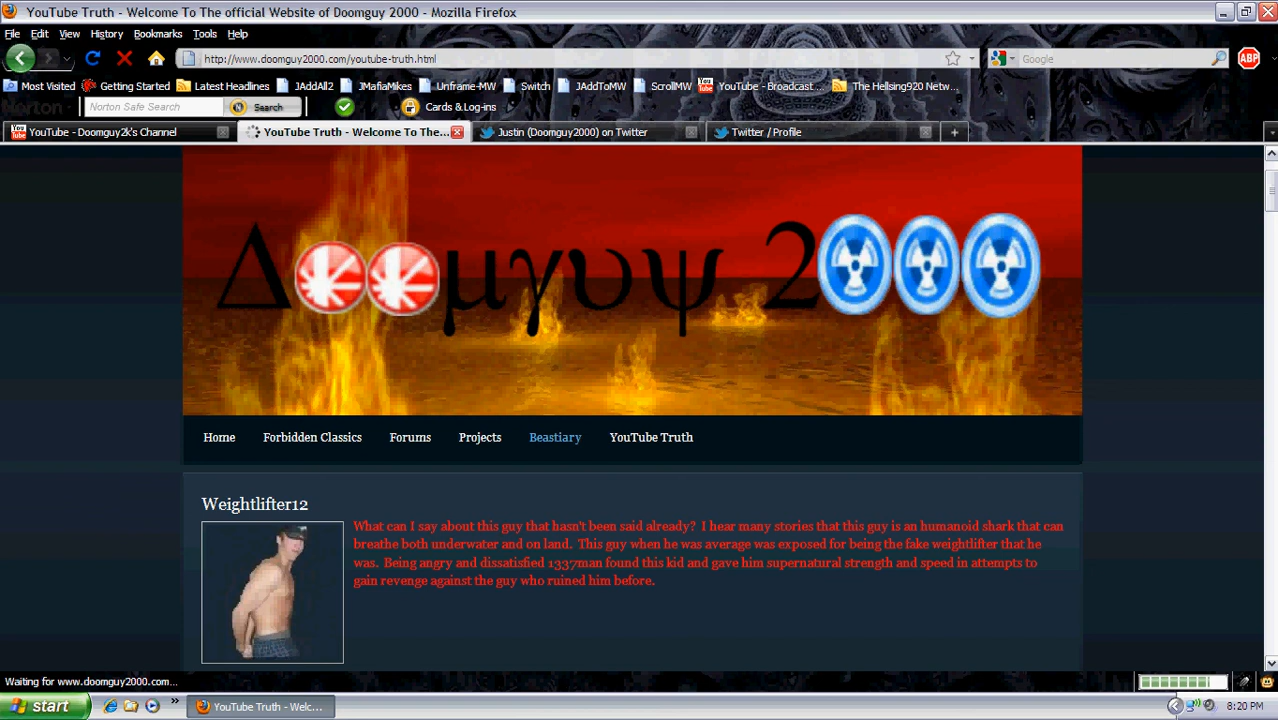 YouTube Truth - Welcome To The official Website of Doomguy 2000 - Mozilla Firefox
File Edit View History Bookmarks Tools Help
http://www.doomguy2000.com/youtube-truth.html Google ABP
Most Visited Getting Started Latest Headlines JAddAll2 JMafiaMikes Unframe-MW Switch JAddToMW ScrollMW YouTube - Broadcast ... The Hellsing920 Netw...
Norton Norton Safe Search Search Cards & Log-ins
YouTube - Doomguy2k's Channel YouTube Truth - Welcome To The... Justin (Doomguy2000) on Twitter Twitter / Profile
Δ μγυψ 2
Home Forbidden Classics Forums Projects Beastiary YouTube Truth
Weightlifter12
What can I say about this guy that hasn't been said already? I hear many stories that this guy is an humanoid shark that can
breathe both underwater and on land. This guy when he was average was exposed for being the fake weightlifter that he
was. Being angry and dissatisfied 1337man found this kid and gave him supernatural strength and speed in attempts to
gain revenge against the guy who ruined him before.
Waiting for www.doomguy2000.com...
start YouTube Truth - Welc... 8:20 PM